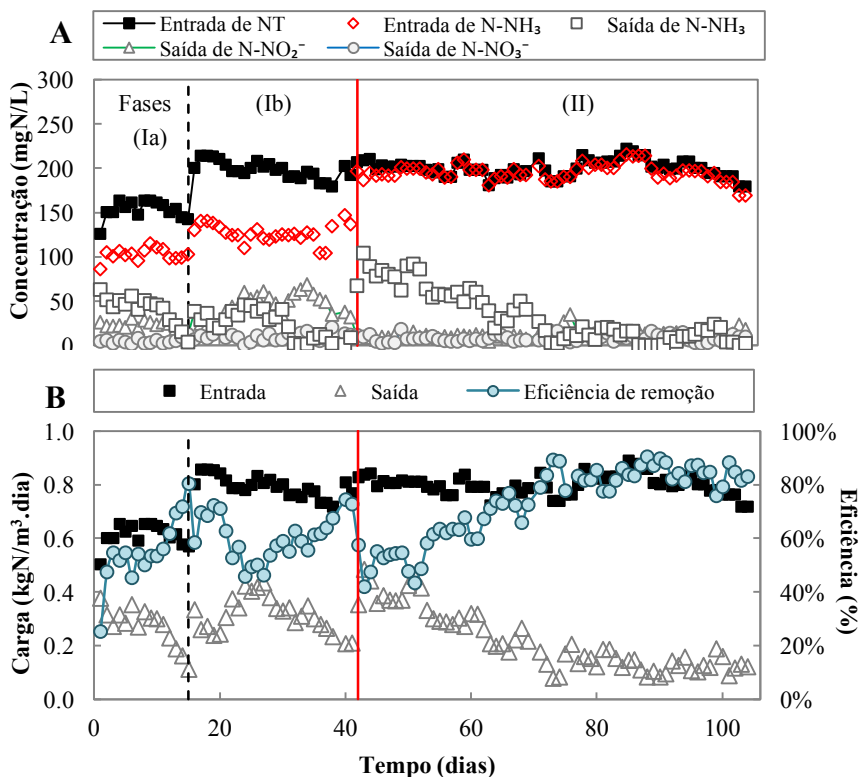 A
Entrada de NT
Entrada de N-NH₃
Saída de N-NH₃
Saída de N-NO₂⁻
Saída de N-NO₃⁻
Concentração (mgN/L)
300
250
200
150
100
50
0
Fases
(Ia)
(Ib)
(II)
B
Entrada
Saída
Eficiência de remoção
Carga (kgN/m³.dia)
1.0
0.8
0.6
0.4
0.2
0.0
100%
80%
60%
40%
20%
0%
Eficiência (%)
0 20 40 60 80 100
Tempo (dias)